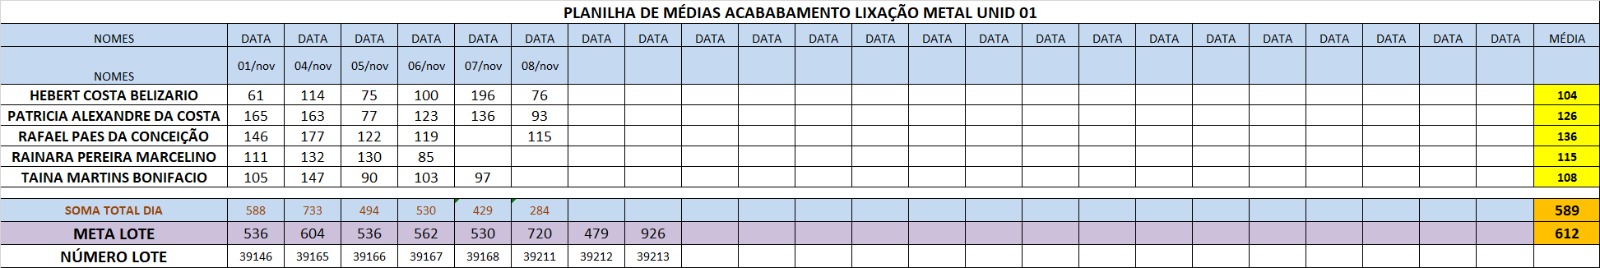 PLANILHA DE MÉDIAS ACABABAMENTO LIXAÇÃO METAL UNID 01
NOMES DATA DATA DATA DATA DATA DATA DATA DATA DATA DATA DATA DATA DATA DATA DATA DATA DATA DATA DATA DATA DATA DATA DATA MÉDIA
NOMES 01/nov 04/nov 05/nov 06/nov 07/nov 08/nov
HEBERT COSTA BELIZARIO 61 114 75 100 196 76 104
PATRICIA ALEXANDRE DA COSTA 165 163 77 123 136 93 126
RAFAEL PAES DA CONCEIÇÃO 146 177 122 119 115 136
RAINARA PEREIRA MARCELINO 111 132 130 85 115
TAINA MARTINS BONIFACIO 105 147 90 103 97 108
SOMA TOTAL DIA 588 733 494 530 429 284 589
META LOTE 536 604 536 562 530 720 479 926 612
NÚMERO LOTE 39146 39165 39166 39167 39168 39211 39212 39213